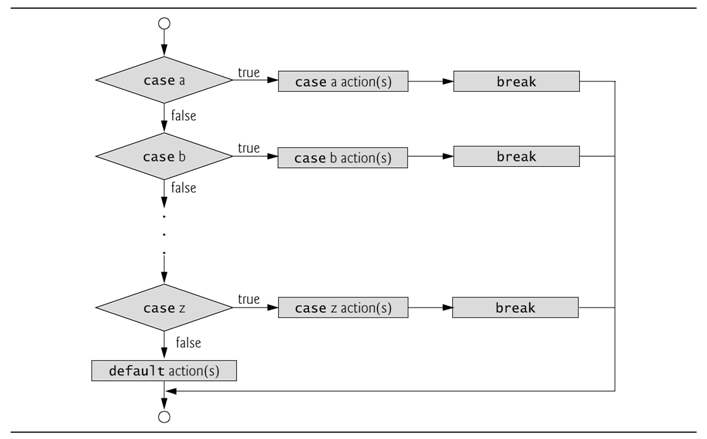 case a
true
case a action(s)
break
false
case b
true
case b action(s)
break
false
case z
true
case z action(s)
break
false
default action(s)